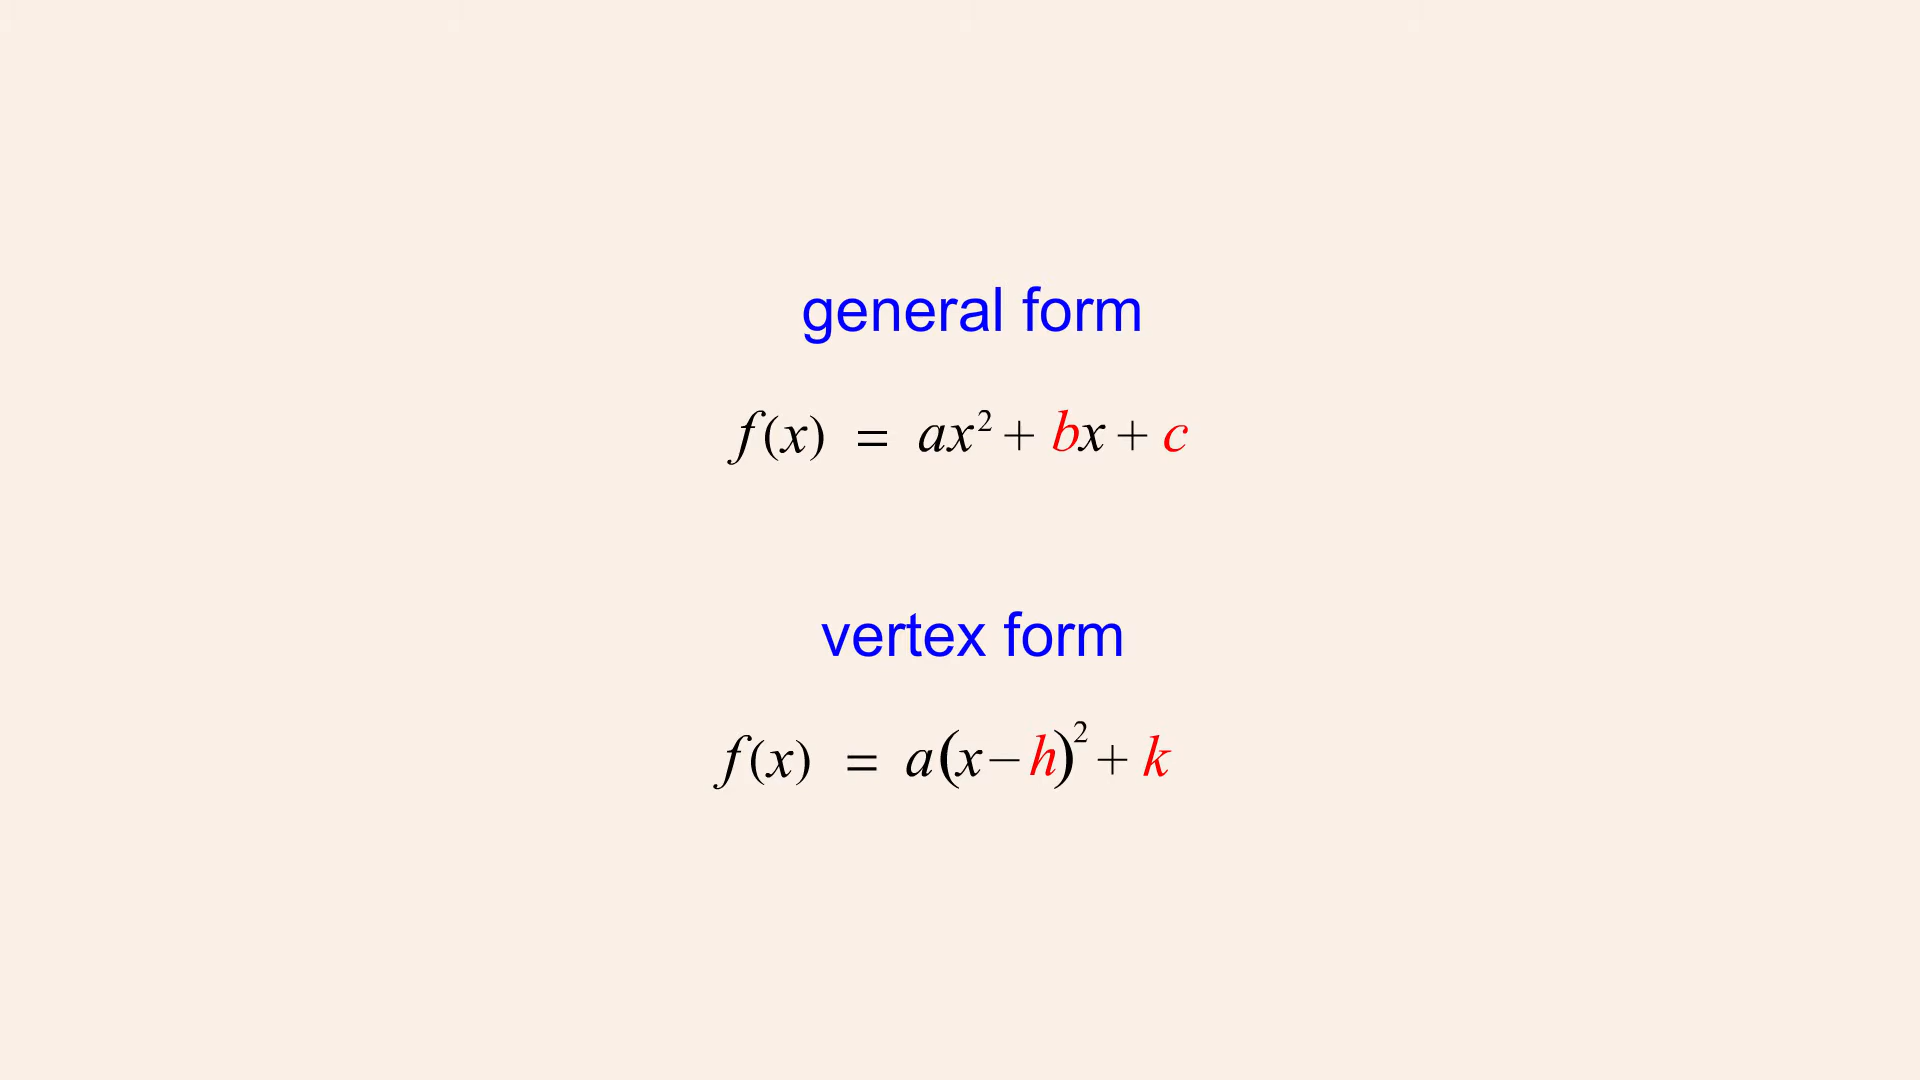 general form
f(x) = ax² + bx + c
vertex form
f(x) = a(x − h)² + k